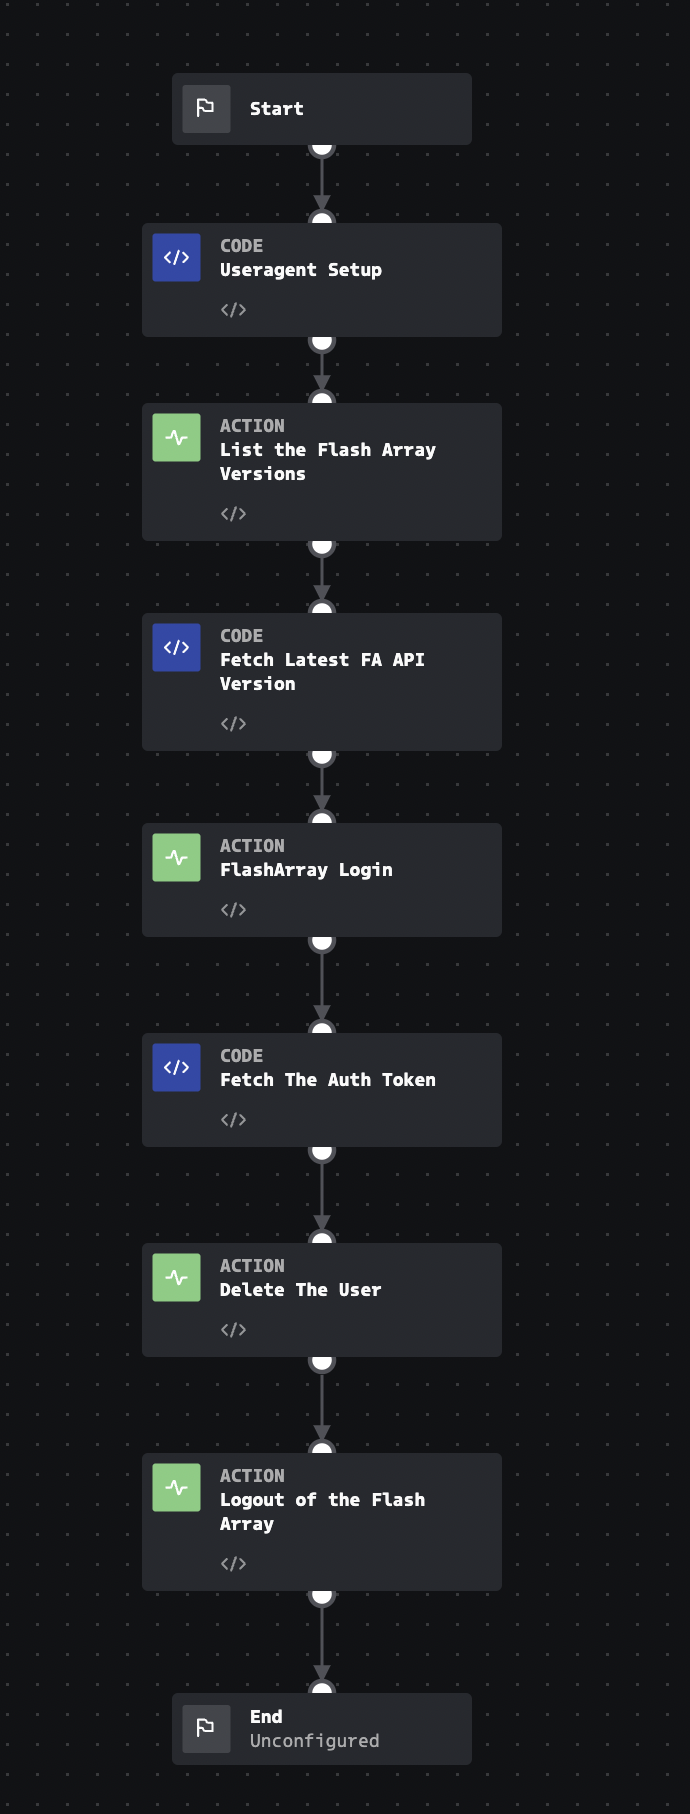 Start
CODE
Useragent Setup
ACTION
List the Flash Array
Versions
CODE
Fetch Latest FA API
Version
ACTION
FlashArray Login
CODE
Fetch The Auth Token
ACTION
Delete The User
ACTION
Logout of the Flash
Array
End
Unconfigured